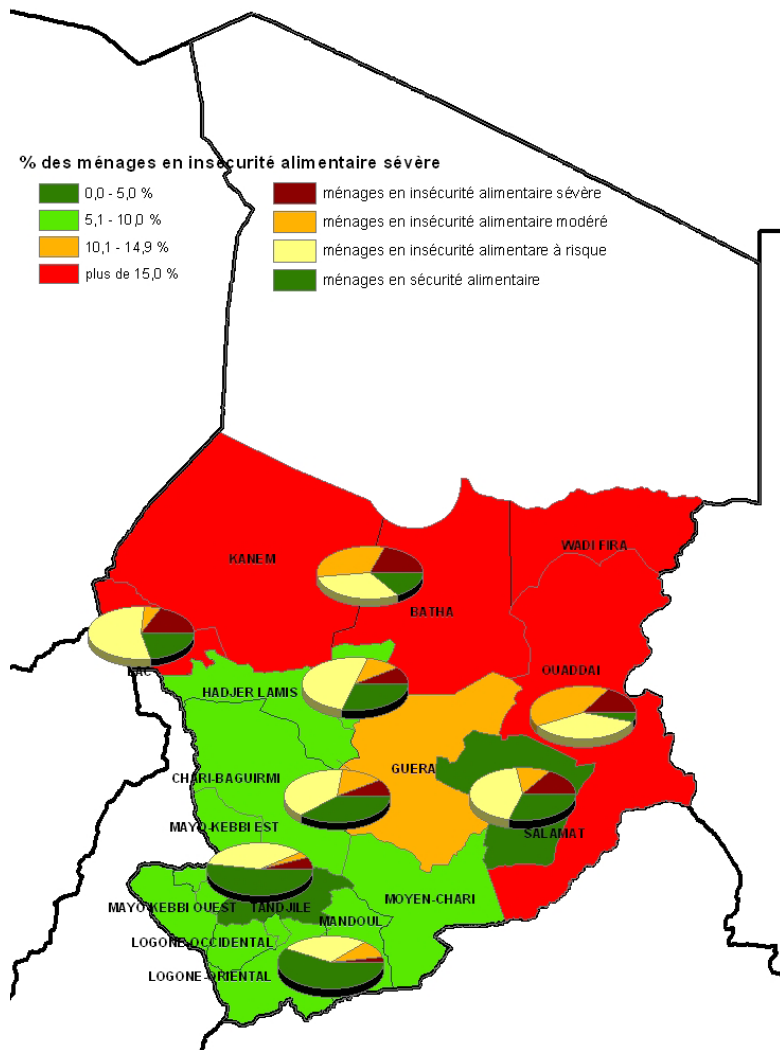 % des ménages en insécurité alimentaire sévère
0,0 - 5,0 %
5,1 - 10,0 %
10,1 - 14,9 %
plus de 15,0 %
ménages en insécurité alimentaire sévère
ménages en insécurité alimentaire modéré
ménages en insécurité alimentare à risque
ménages en sécurité alimentaire
WADI FIRA
KANEM
BATHA
OUADDAI
LAC
HADJER LAMIS
GUERA
CHARI-BAGUIRMI
MAYO-KEBBI EST
SALAMAT
MOYEN-CHARI
MAYO-KEBBI OUEST
TANDJILE
MANDOUL
LOGONE-OCCIDENTAL
LOGONE-ORIENTAL